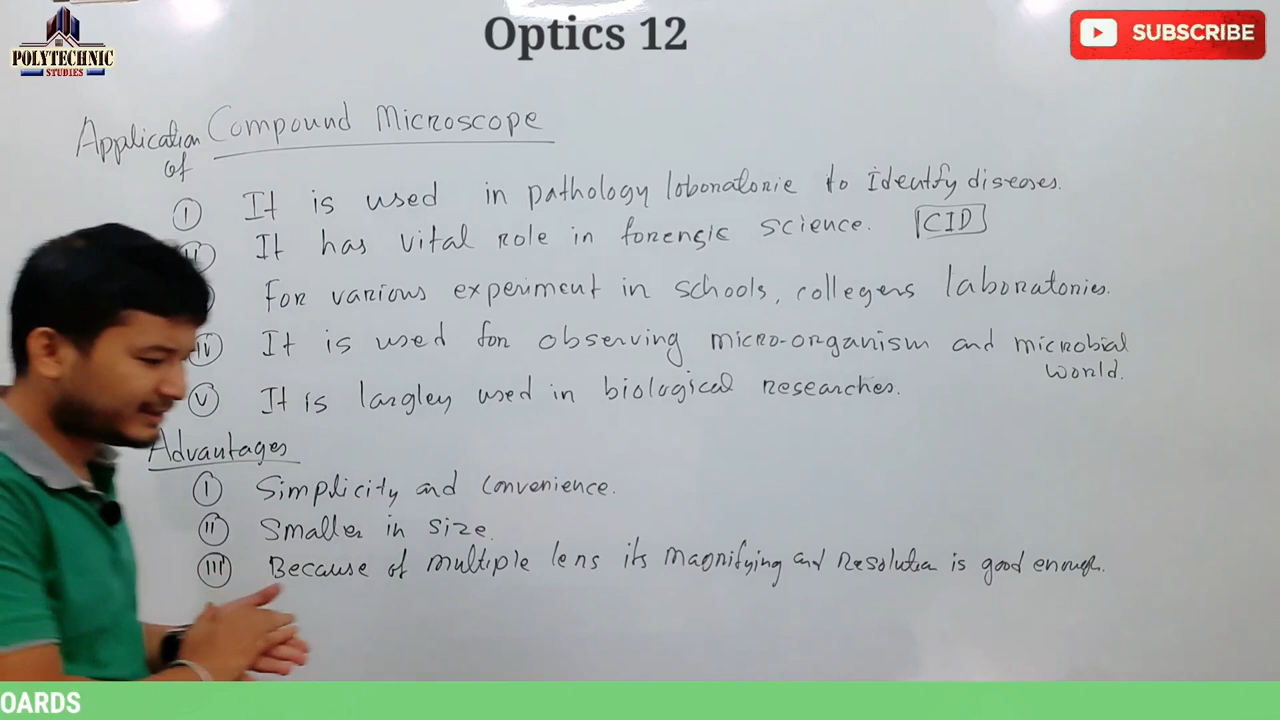 Optics 12
POLYTECHNIC
STUDIES
SUBSCRIBE
Application of Compound Microscope
I It is used in pathology lobonatonie to Identify diseases.
II It has vital role in forensic science. CID
For various experiment in schools, collegens laboratories.
IV It is used for observing micro-organism and microbial world.
V It is largley used in biological researches.
Advantages
I Simplicity and convenience.
II Smaller in size.
III Because of multiple lens its magnifying and resolution is good enough.
OARDS